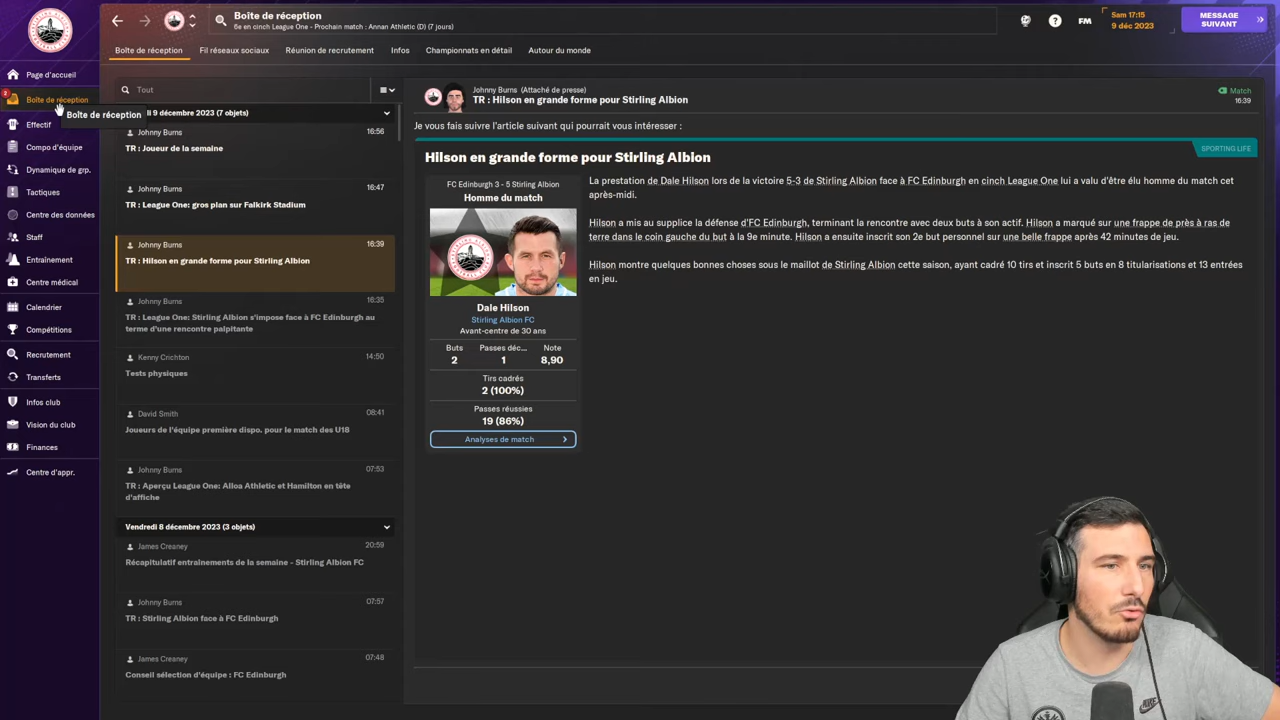 Boîte de réception
6e en cinch League One - Prochain match : Annan Athletic (D) (7 jours)
FM
Sam 17:15
9 déc 2023
MESSAGE
SUIVANT
Boîte de réception
Fil réseaux sociaux
Réunion de recrutement
Infos
Championnats en détail
Autour du monde
Page d'accueil
2
Boîte de réception
Boîte de réception
Effectif
Compo d'équipe
Dynamique de grp.
Tactiques
Centre des données
Staff
Entraînement
Centre médical
Calendrier
Compétitions
Recrutement
Transferts
Infos club
Vision du club
Finances
Centre d'appr.
Tout
i 9 décembre 2023 (7 objets)
Johnny Burns 16:56
TR : Joueur de la semaine
Johnny Burns 16:47
TR : League One: gros plan sur Falkirk Stadium
Johnny Burns 16:39
TR : Hilson en grande forme pour Stirling Albion
Johnny Burns 16:35
TR : League One: Stirling Albion s'impose face à FC Edinburgh au
terme d'une rencontre palpitante
Kenny Crichton 14:50
Tests physiques
David Smith 08:41
Joueurs de l'équipe première dispo. pour le match des U18
Johnny Burns 07:53
TR : Aperçu League One: Alloa Athletic et Hamilton en tête
d'affiche
Vendredi 8 décembre 2023 (3 objets)
James Creaney 20:59
Récapitulatif entraînements de la semaine - Stirling Albion FC
Johnny Burns 07:57
TR : Stirling Albion face à FC Edinburgh
James Creaney 07:48
Conseil sélection d'équipe : FC Edinburgh
Johnny Burns (Attaché de presse)
TR : Hilson en grande forme pour Stirling Albion
Match
16:39
Je vous fais suivre l'article suivant qui pourrait vous intéresser :
SPORTING LIFE
Hilson en grande forme pour Stirling Albion
FC Edinburgh 3 - 5 Stirling Albion
Homme du match
Dale Hilson
Stirling Albion FC
Avant-centre de 30 ans
Buts Passes déc... Note
2 1 8,90
Tirs cadrés
2 (100%)
Passes réussies
19 (86%)
Analyses de match
La prestation de Dale Hilson lors de la victoire 5-3 de Stirling Albion face à FC Edinburgh en cinch League One lui a valu d'être élu homme du match cet
après-midi.
Hilson a mis au supplice la défense d'FC Edinburgh, terminant la rencontre avec deux buts à son actif. Hilson a marqué sur une frappe de près à ras de
terre dans le coin gauche du but à la 9e minute. Hilson a ensuite inscrit son 2e but personnel sur une belle frappe après 42 minutes de jeu.
Hilson montre quelques bonnes choses sous le maillot de Stirling Albion cette saison, ayant cadré 10 tirs et inscrit 5 buts en 8 titularisations et 13 entrées
en jeu.